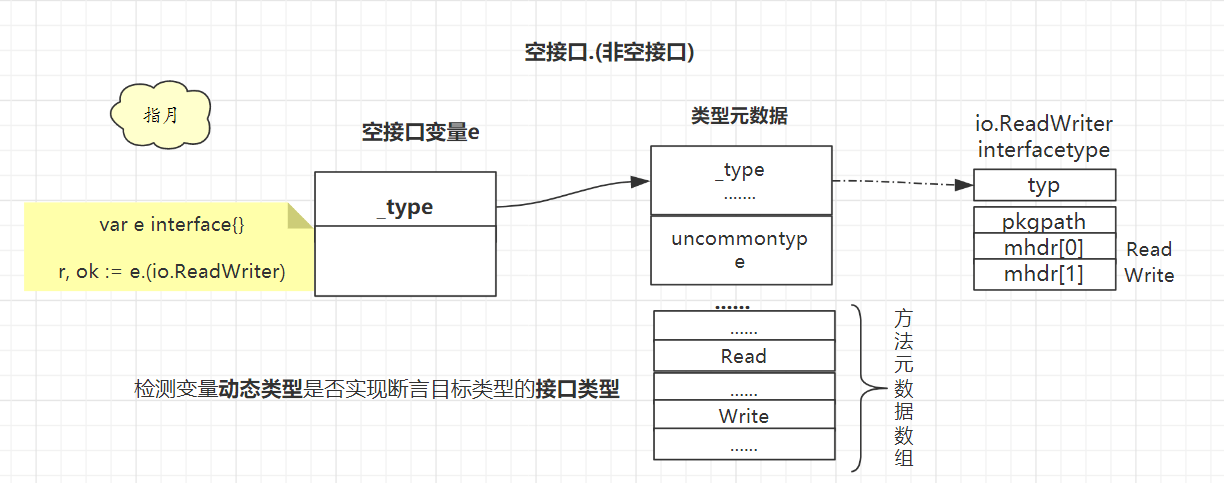 空接口.(非空接口)
指月
空接口变量e
类型元数据
io.ReadWriter
interfacetype
_type
_type
.......
typ
var e interface{}
r, ok := e.(io.ReadWriter)
uncommontyp
e
pkgpath
mhdr[0]
Read
mhdr[1]
Write
......
......
Read
......
Write
......
方法元数据数组
检测变量动态类型是否实现断言目标类型的接口类型